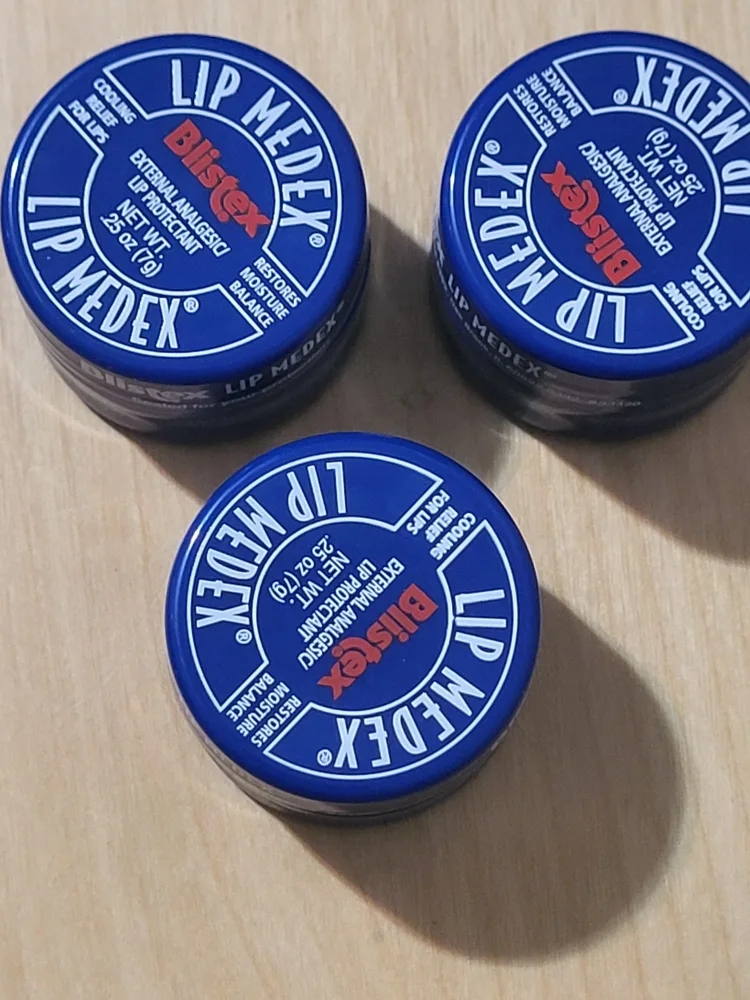 LIP MEDEX®
COOLING
RELIEF
FOR LIPS
Blistex
EXTERNAL ANALGESIC/
LIP PROTECTANT
NET WT.
.25 oz (7g)
RESTORES
MOISTURE
BALANCE
LIP MEDEX®
Blistex LIP MEDEX®
Sealed for your
LIP MEDEX®
RESTORES
MOISTURE
BALANCE
Blistex
EXTERNAL ANALGESIC/
LIP PROTECTANT
NET WT.
.25 oz (7g)
COOLING
RELIEF
FOR LIPS
LIP MEDEX®
LIP MEDEX®
LIP MEDEX®
COOLING
RELIEF
FOR LIPS
Blistex
EXTERNAL ANALGESIC/
LIP PROTECTANT
NET WT.
.25 oz (7g)
RESTORES
MOISTURE
BALANCE
LIP MEDEX®